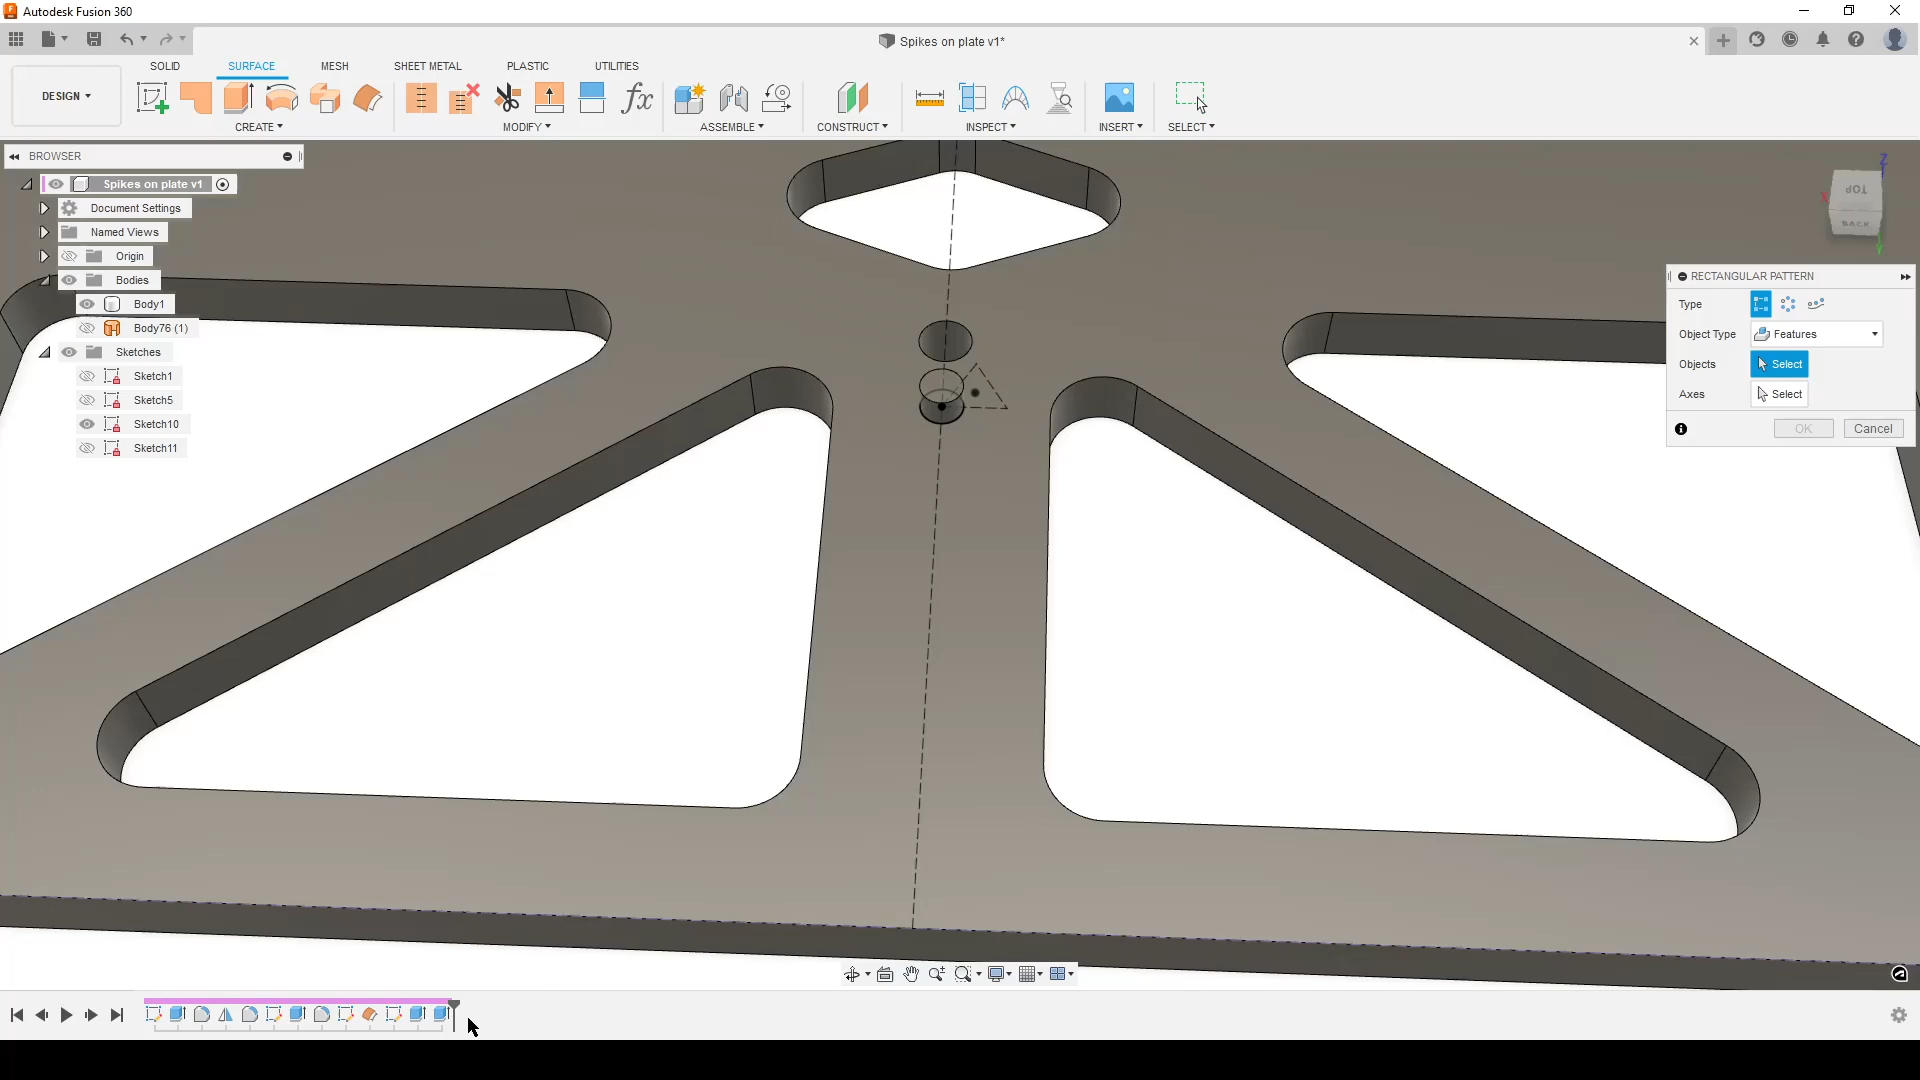 Autodesk Fusion 360
Spikes on plate v1*
DESIGN
SOLID
SURFACE
MESH
SHEET METAL
PLASTIC
UTILITIES
CREATE
MODIFY
ASSEMBLE
CONSTRUCT
INSPECT
INSERT
SELECT
BROWSER
Spikes on plate v1
Document Settings
Named Views
Origin
Bodies
Body1
Body76 (1)
Sketches
Sketch1
Sketch5
Sketch10
Sketch11
Z
X
Y
TOP
BACK
RECTANGULAR PATTERN
Type
Object Type
Features
Objects
Select
Axes
Select
OK
Cancel